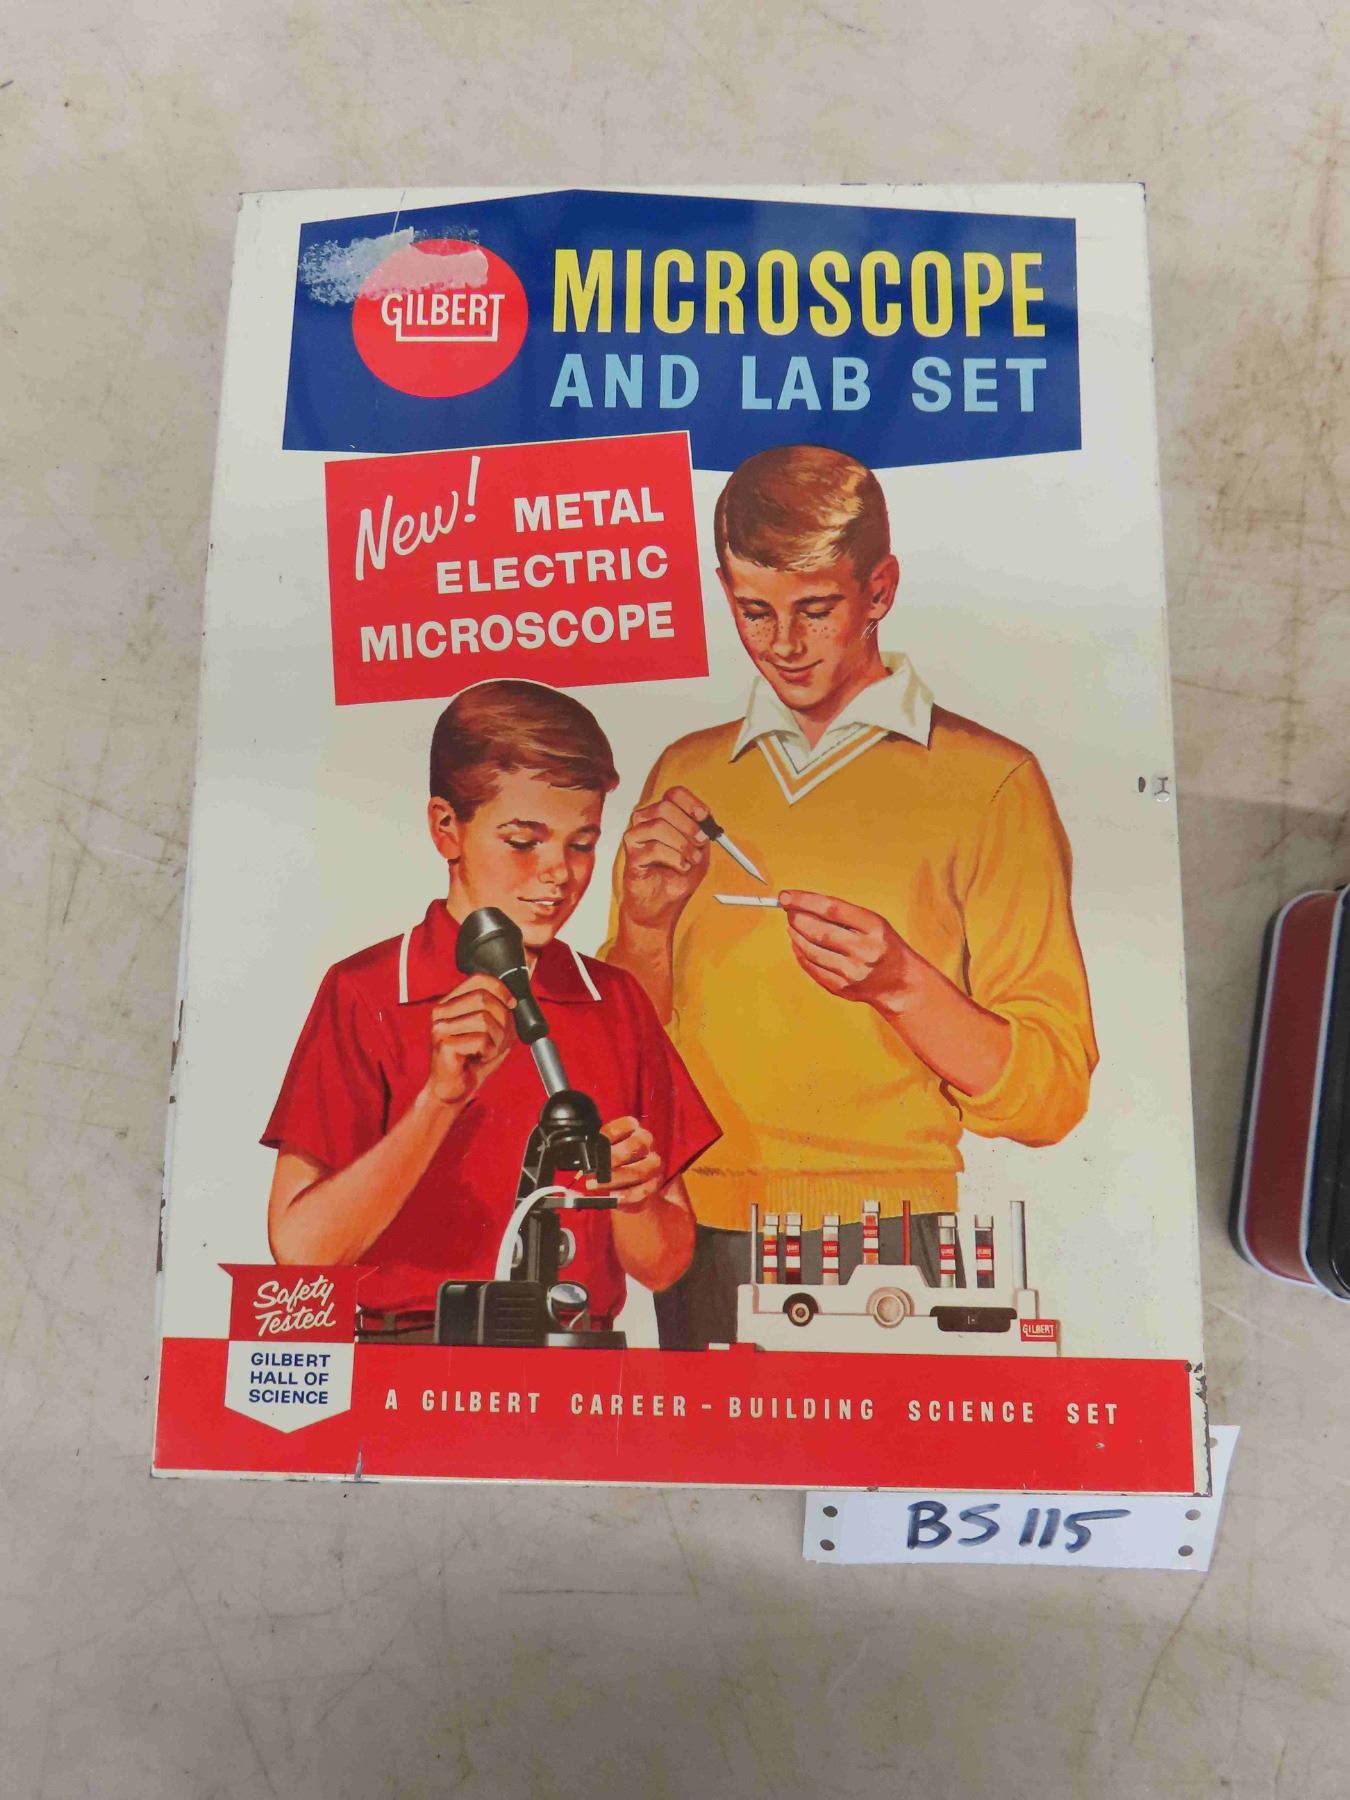 GILBERT
MICROSCOPE
AND LAB SET
New! METAL
ELECTRIC
MICROSCOPE
GILBERT
Safety
Tested
GILBERT
HALL OF
SCIENCE
A GILBERT CAREER-BUILDING SCIENCE SET
BS 115